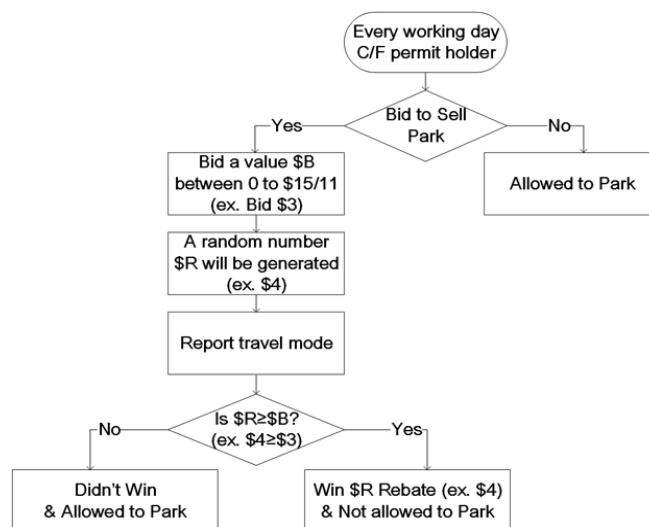 Every working day
C/F permit holder
Bid to Sell
Park
Yes
No
Bid a value $B
between 0 to $15/11
(ex. Bid $3)
Allowed to Park
A random number
$R will be generated
(ex. $4)
Report travel mode
Is $R≥$B?
(ex. $4≥$3)
No
Yes
Didn't Win
& Allowed to Park
Win $R Rebate (ex. $4)
& Not allowed to Park